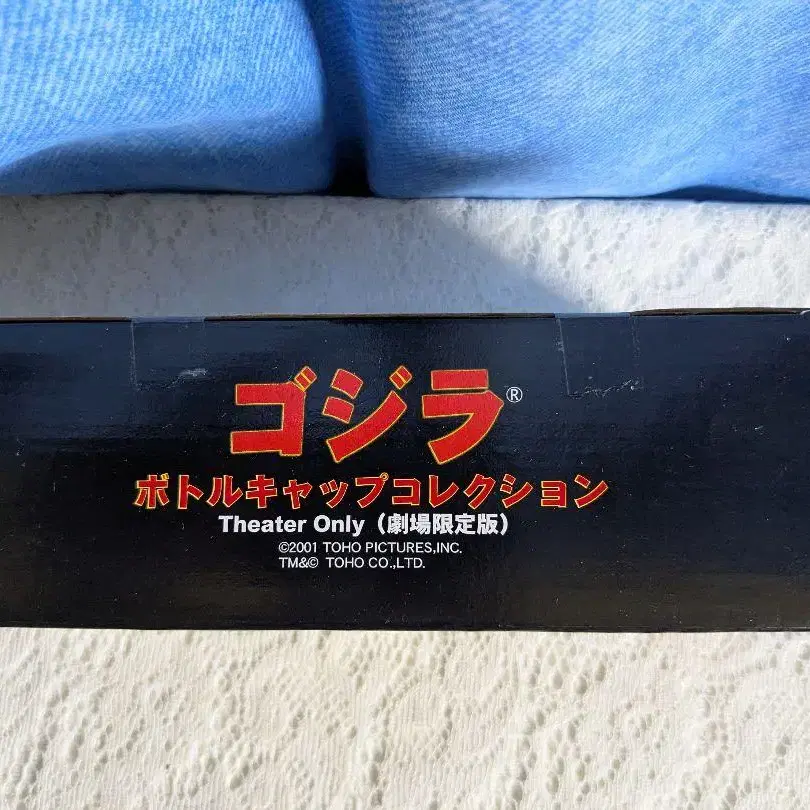 ゴジラ®
ボトルキャップコレクション
Theater Only（劇場限定版）
©2001 TOHO PICTURES,INC.
TM&© TOHO CO.,LTD.